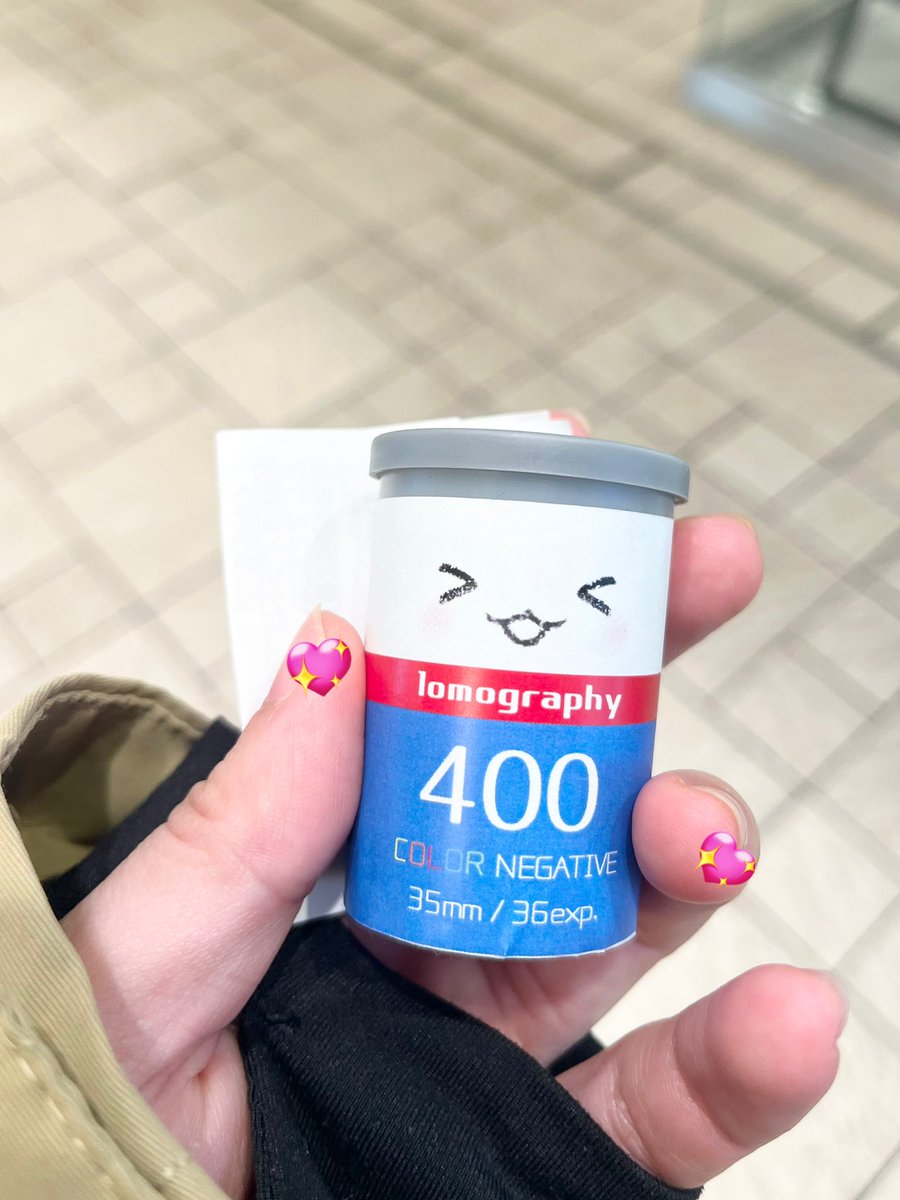 lomography
400
COLOR NEGATIVE
35mm / 36exp.